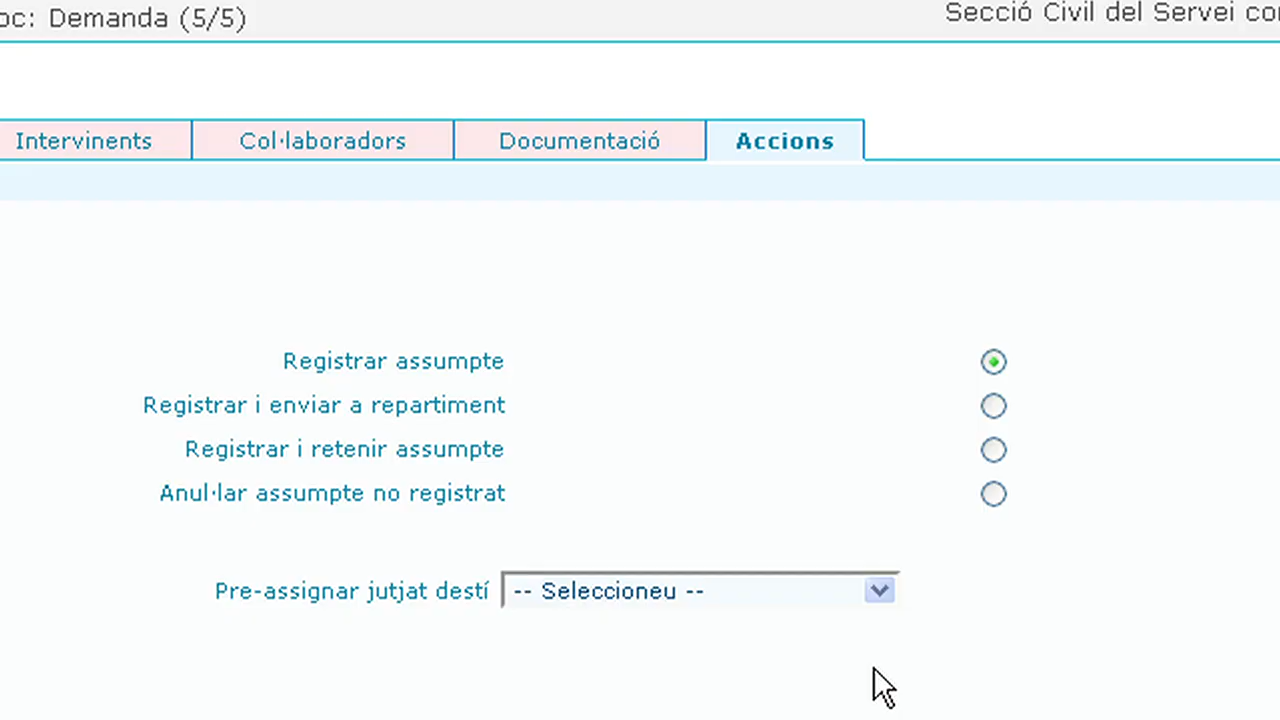 oc: Demanda (5/5)
Secció Civil del Servei
Intervinents
Col·laboradors
Documentació
Accions
Registrar assumpte
Registrar i enviar a repartiment
Registrar i retenir assumpte
Anul·lar assumpte no registrat
Pre-assignar jutjat destí
-- Seleccioneu --